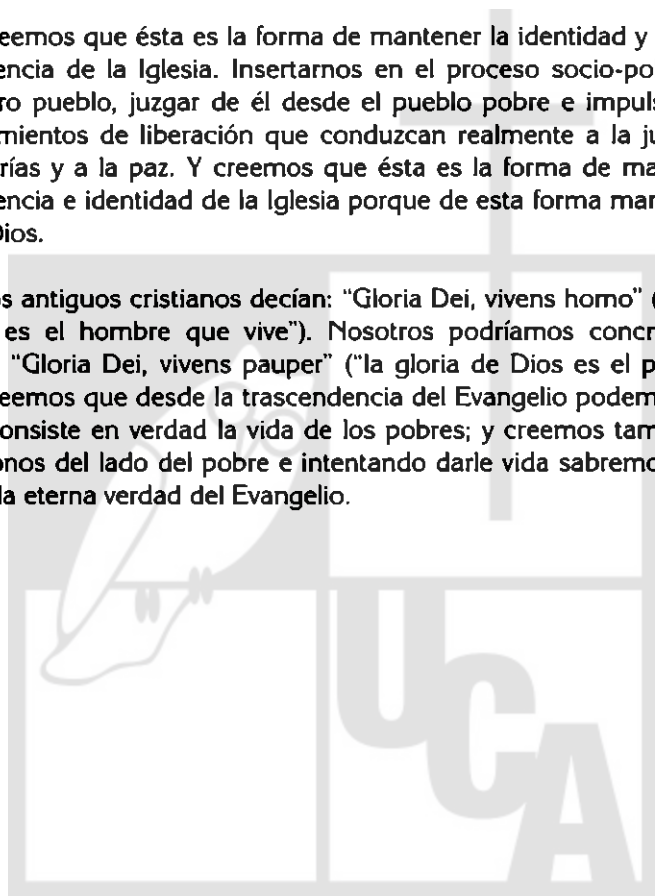 eemos que ésta es la forma de mantener la identidad y
encia de la Iglesia. Insertarnos en el proceso socio-po
ro pueblo, juzgar de él desde el pueblo pobre e impuls
mientos de liberación que conduzcan realmente a la ju
rías y a la paz. Y creemos que ésta es la forma de ma
encia e identidad de la Iglesia porque de esta forma man
Dios.
s antiguos cristianos decían: “Gloria Dei, vivens homo” (
es el hombre que vive”). Nosotros podríamos concr
“Gloria Dei, vivens pauper” (“la gloria de Dios es el p
eemos que desde la trascendencia del Evangelio podem
onsiste en verdad la vida de los pobres; y creemos tam
onos del lado del pobre e intentando darle vida sabremo
la eterna verdad del Evangelio.
UCA